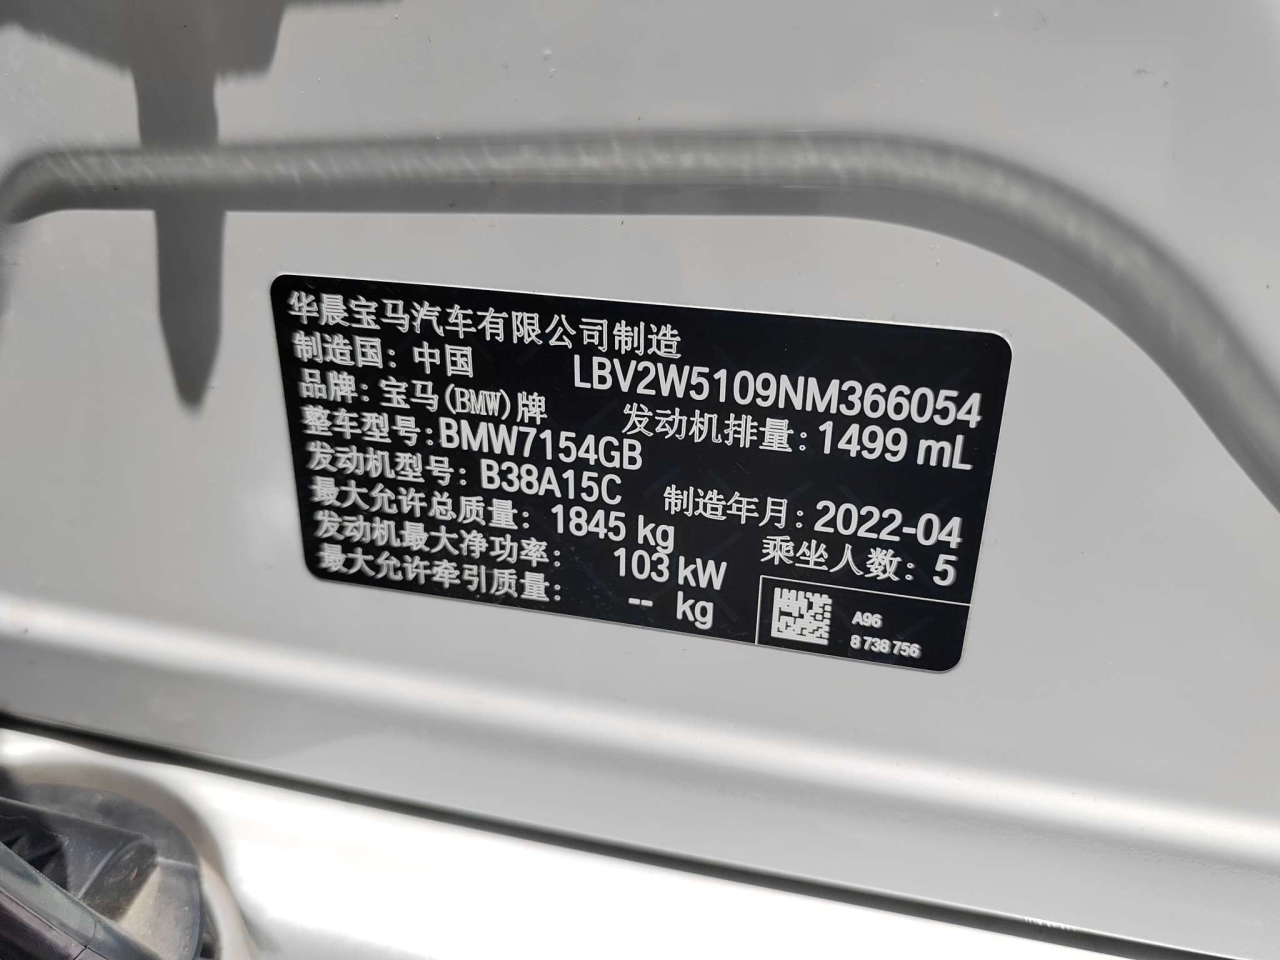 华晨宝马汽车有限公司制造
制造国：中国 LBV2W5109NM366054
品牌：宝马(BMW)牌 发动机排量：1499 mL
整车型号：BMW7154GB
发动机型号：B38A15C 制造年月：2022-04
最大允许总质量：1845 kg 乘坐人数：5
发动机最大净功率：103 kW
最大允许牵引质量：-- kg
A96
8 738 756